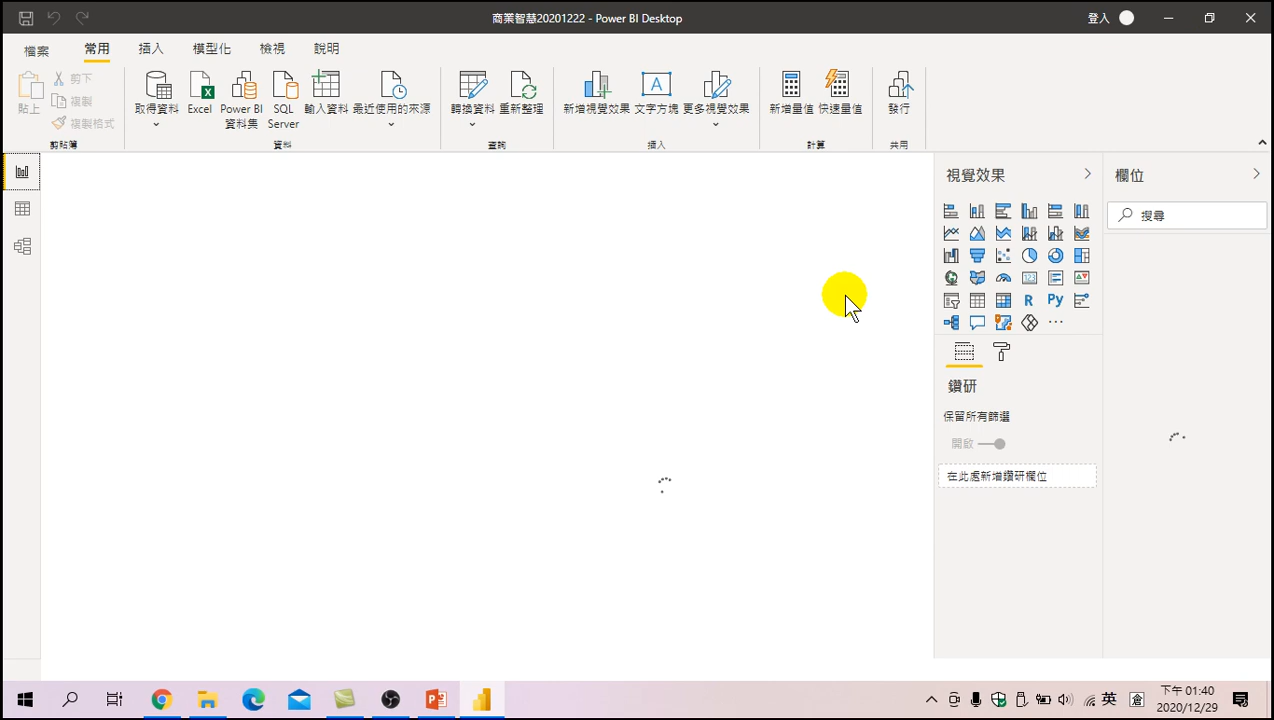 商業智慧20201222 - Power BI Desktop
登入
檔案
常用
插入
模型化
檢視
說明
貼上
剪下
複製
複製格式
剪貼簿
取得資料
Excel
Power BI
資料集
SQL
Server
輸入資料
最近使用的來源
資料
轉換資料
重新整理
查詢
新增視覺效果
文字方塊
更多視覺效果
插入
新增量值
快速量值
計算
發行
共用
視覺效果
欄位
搜尋
R
Py
123
鑽研
保留所有篩選
開啟
在此處新增鑽研欄位
英
倉
下午 01:40
2020/12/29